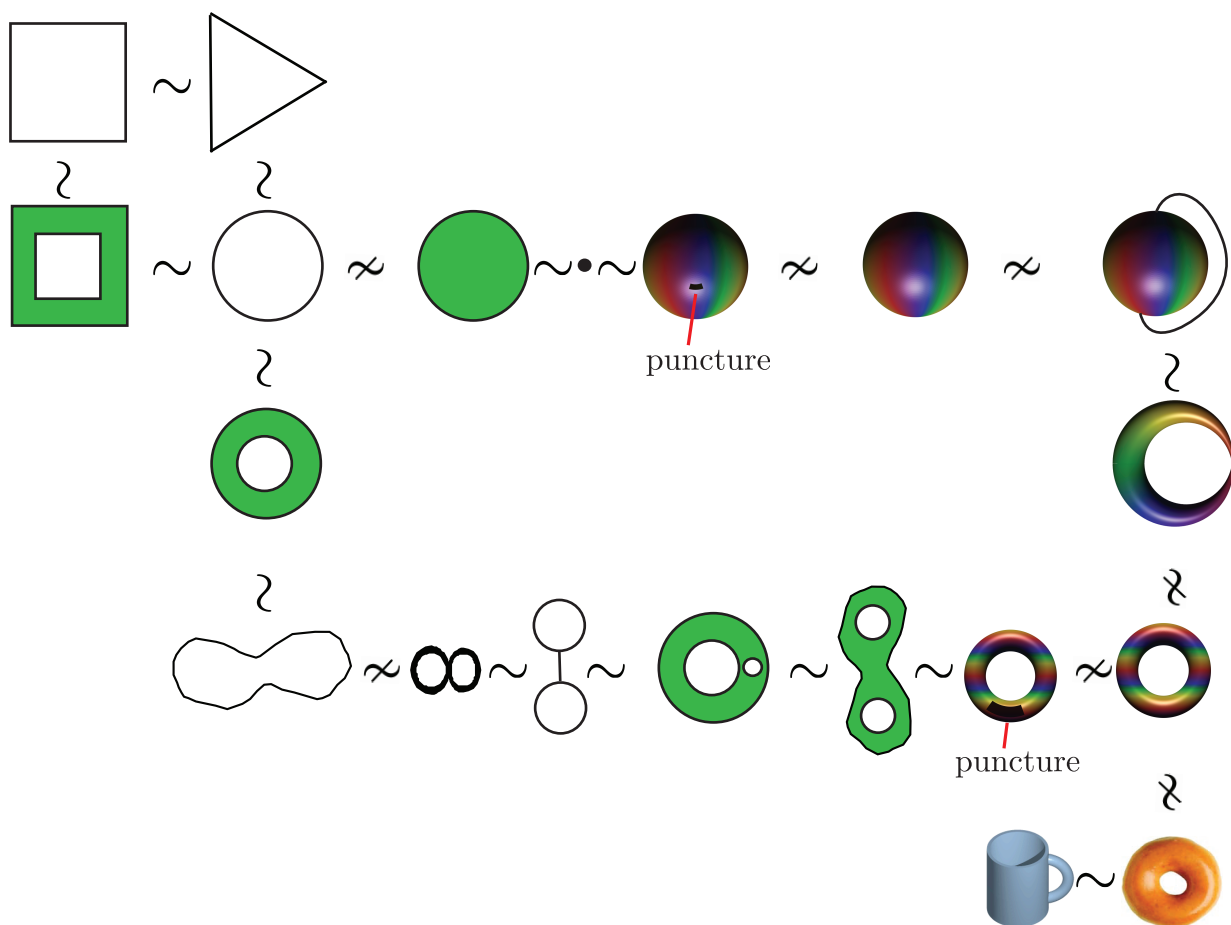 ∼
∼ ∼
∼ ≁ ∼ ∼ ≁ ≁
∼ ∼
puncture
∼ ≁
≁ ∼ ∼ ∼ ∼ ≁
puncture
≁
∼